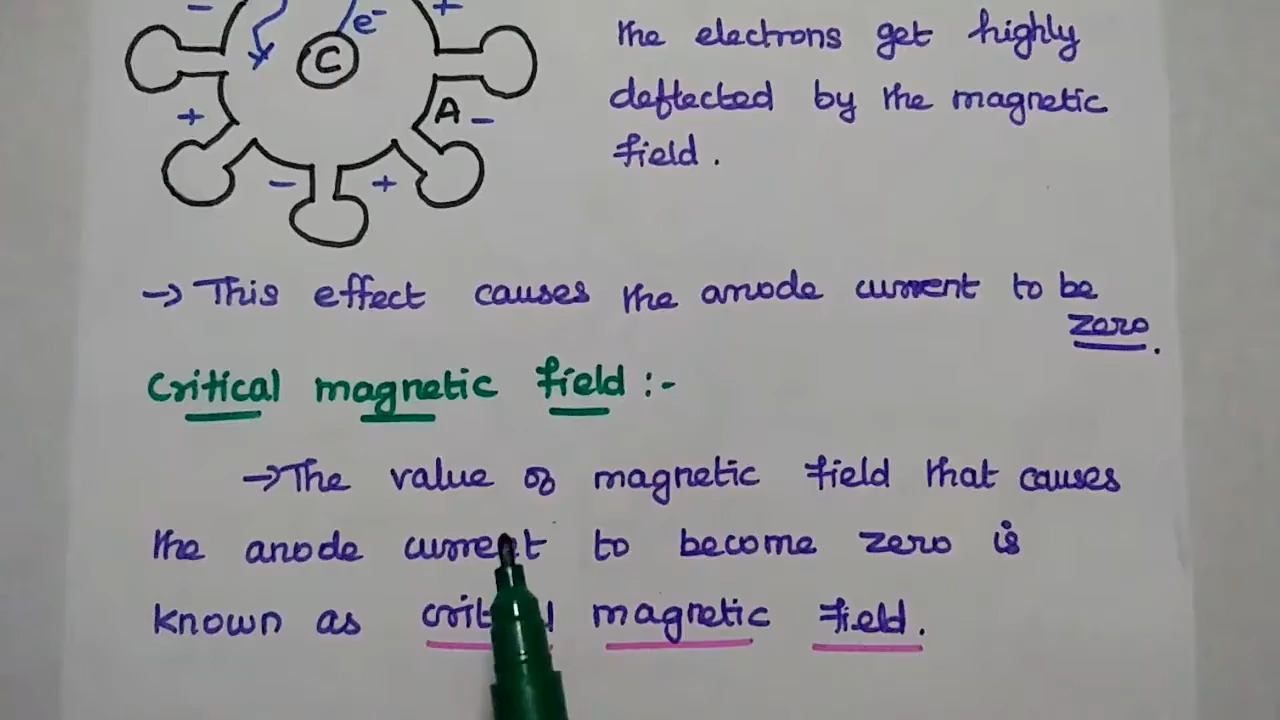 - +
e-
C
the electrons get highly
deflected by the magnetic
field.
+ A -
- +
→ This effect causes the anode current to be
zero.
Critical magnetic field :-
→ The value of magnetic field that causes
the anode current to become zero is
known as critical magnetic field.